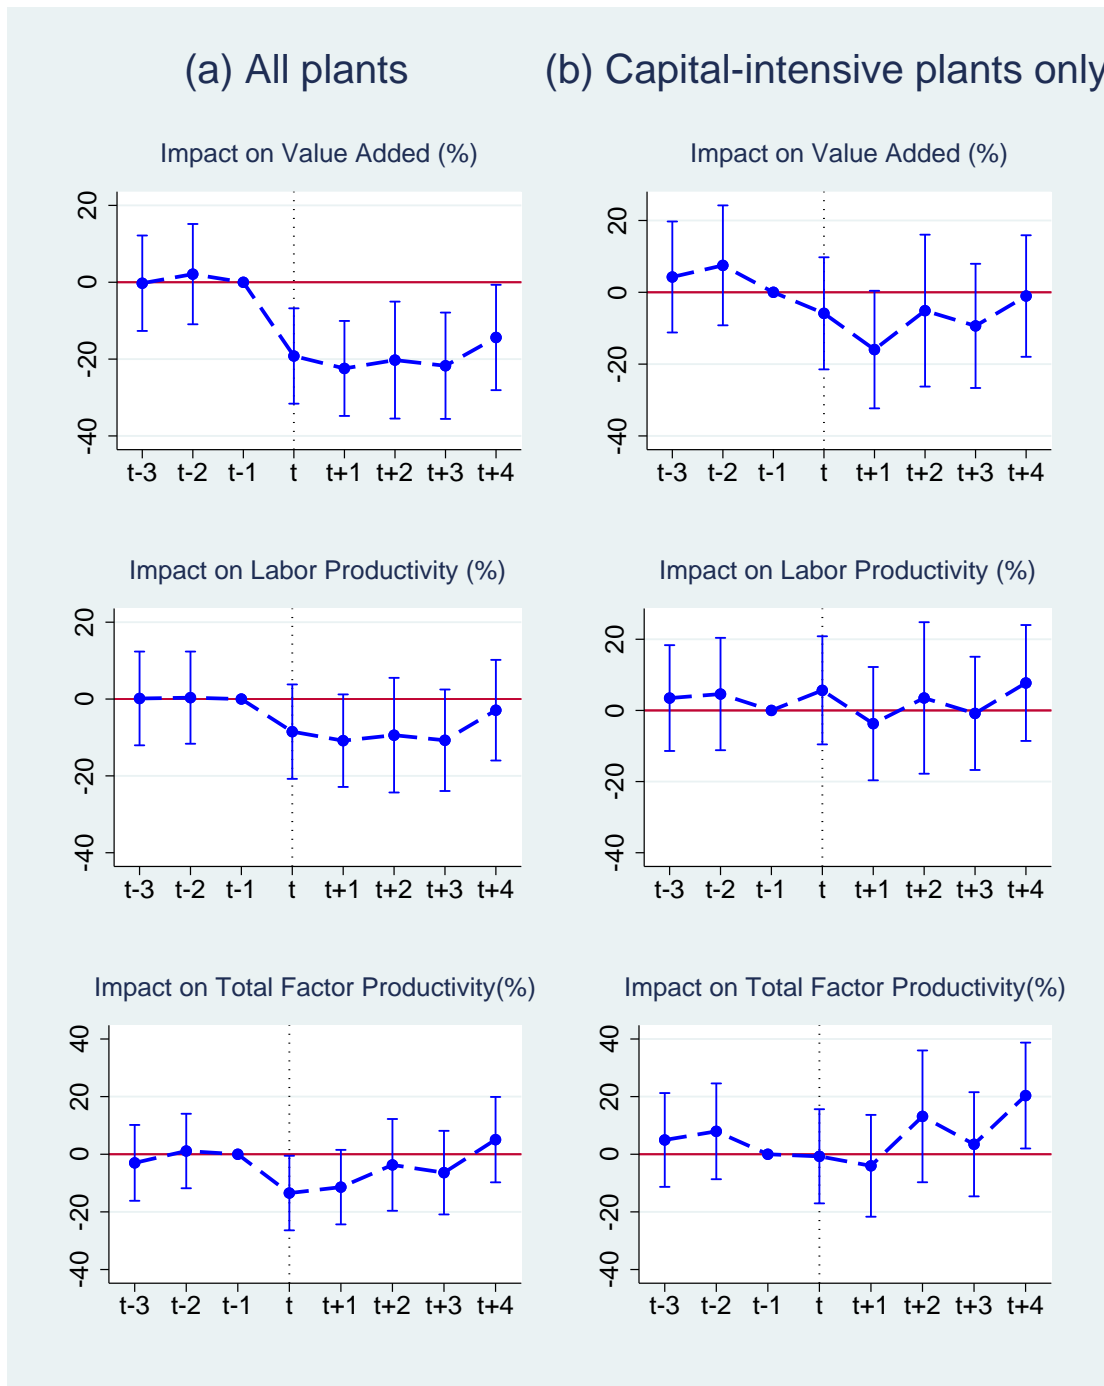 (a) All plants
(b) Capital-intensive plants only
Impact on Value Added (%)
20
0
-20
-40
t-3 t-2 t-1 t t+1 t+2 t+3 t+4
Impact on Value Added (%)
20
0
-20
-40
t-3 t-2 t-1 t t+1 t+2 t+3 t+4
Impact on Labor Productivity (%)
20
0
-20
-40
t-3 t-2 t-1 t t+1 t+2 t+3 t+4
Impact on Labor Productivity (%)
20
0
-20
-40
t-3 t-2 t-1 t t+1 t+2 t+3 t+4
Impact on Total Factor Productivity(%)
40
20
0
-20
-40
t-3 t-2 t-1 t t+1 t+2 t+3 t+4
Impact on Total Factor Productivity(%)
40
20
0
-20
-40
t-3 t-2 t-1 t t+1 t+2 t+3 t+4